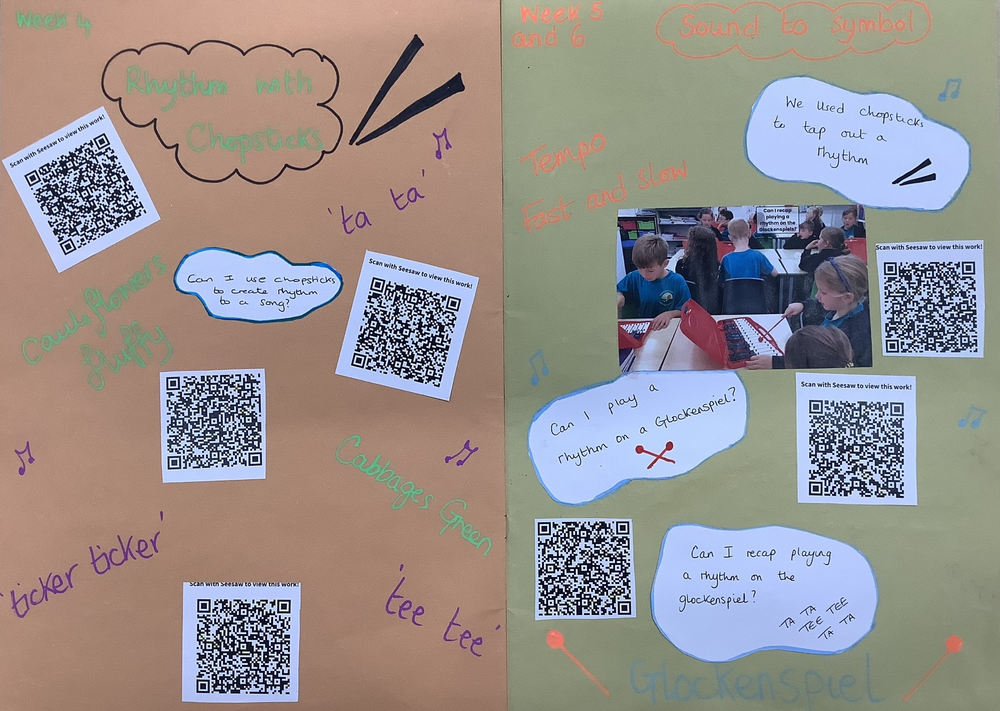 Week 4
Rhythm with
Chopsticks
Scan with Seesaw to view this work!
'ta ta'
Can I use chopsticks
to create rhythm
to a song?
Scan with Seesaw to view this work!
Cauliflowers
fluffy
Cabbages Green
'ticker ticker'
Scan with Seesaw to view this work!
'tee tee'
Week 5
and 6
Sound to symbol
We used chopsticks
to tap out a
rhythm
Tempo
Fast and slow
Can I recap
playing a
rhythm on the
Glockenspiels?
Scan with Seesaw to view this work!
Can I play a
rhythm on a Glockenspiel?
Scan with Seesaw to view this work!
Can I recap playing
a rhythm on the
glockenspiel?
TA TA
TEE TEE
TA TA
Glockenspiel